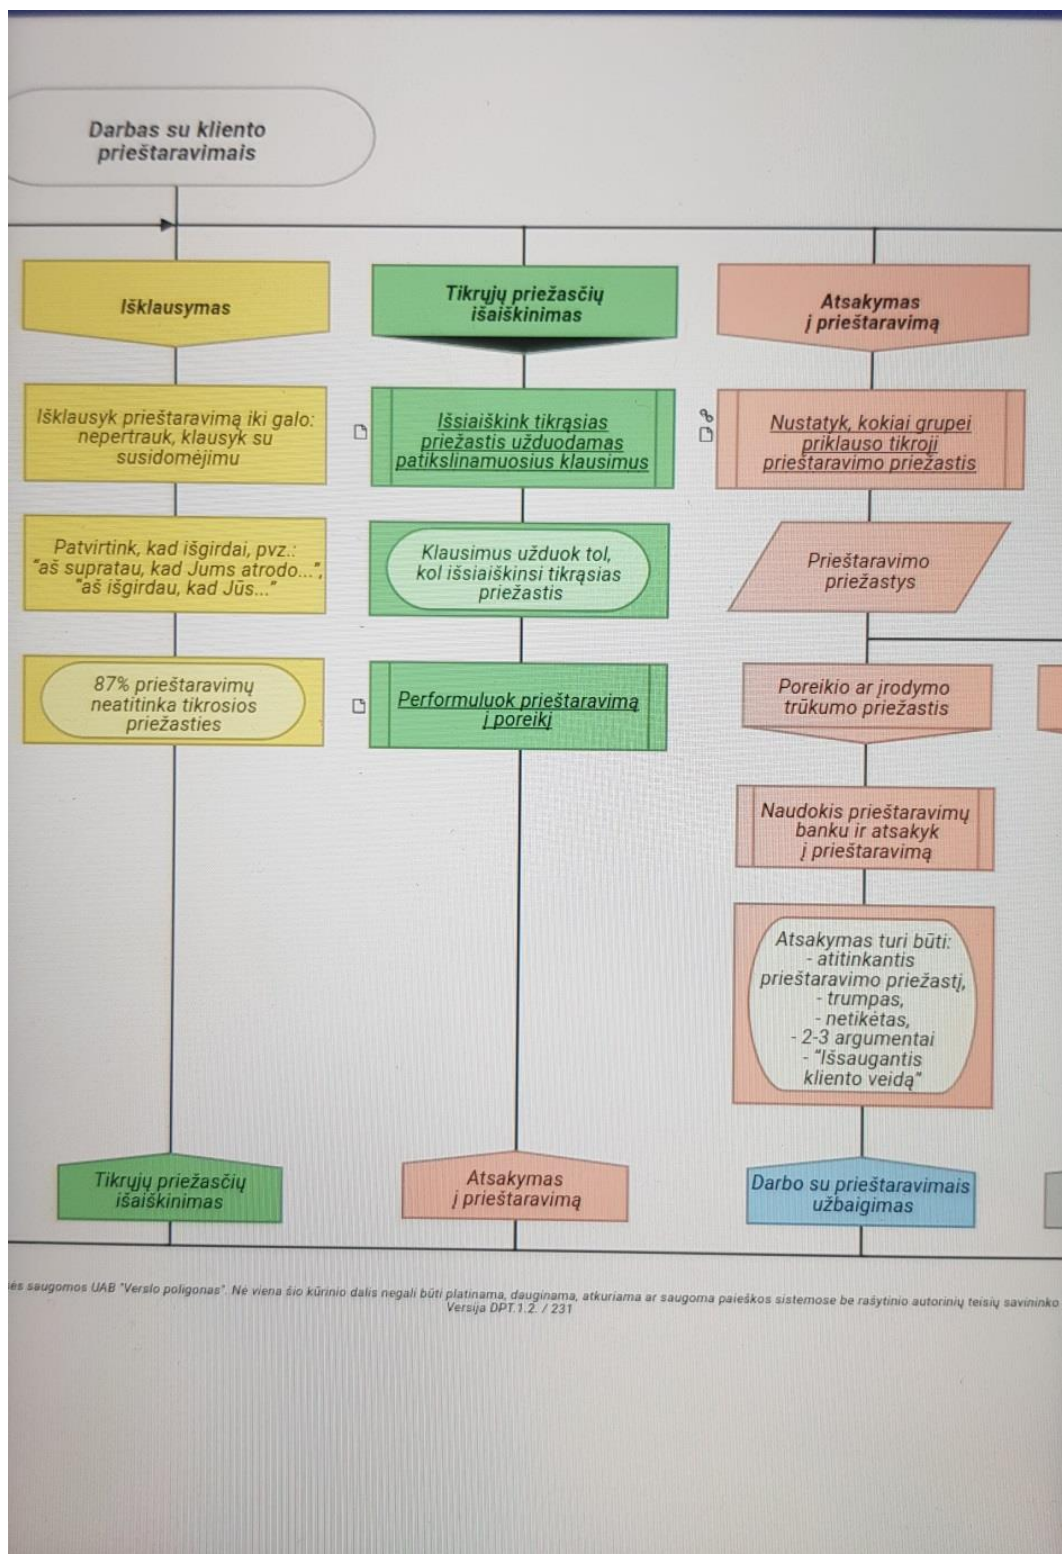 Darbas su kliento
prieštaravimais
Išklausymas
Išklausyk prieštaravimą iki galo:
nepertrauk, klausyk su
susidomėjimu
Patvirtink, kad išgirdai, pvz.:
"aš supratau, kad Jums atrodo...",
"aš išgirdau, kad Jūs..."
87% prieštaravimų
neatitinka tikrosios
priežasties
Tikrųjų priežasčių
išaiškinimas
Tikrųjų priežasčių
išaiškinimas
Išsiaiškink tikrąsias
priežastis užduodamas
patikslinamuosius klausimus
Klausimus užduok tol,
kol išsiaiškinsi tikrąsias
priežastis
Performuluok prieštaravimą
į poreikį
Atsakymas
į prieštaravimą
Atsakymas
į prieštaravimą
Nustatyk, kokiai grupei
priklauso tikroji
prieštaravimo priežastis
Prieštaravimo
priežastys
Poreikio ar įrodymo
trūkumo priežastis
Naudokis prieštaravimų
banku ir atsakyk
į prieštaravimą
Atsakymas turi būti:
- atitinkantis
prieštaravimo priežastį,
- trumpas,
- netikėtas,
- 2-3 argumentai
- "Išsaugantis
kliento veidą"
Darbo su prieštaravimais
užbaigimas
saugomos UAB "Verslo poligonas". Nė viena šio kūrinio dalis negali būti platinama, dauginama, atkuriama ar saugoma paieškos sistemose be rašytinio autorinių teisių savininko
Versija DPT.1.2. / 231